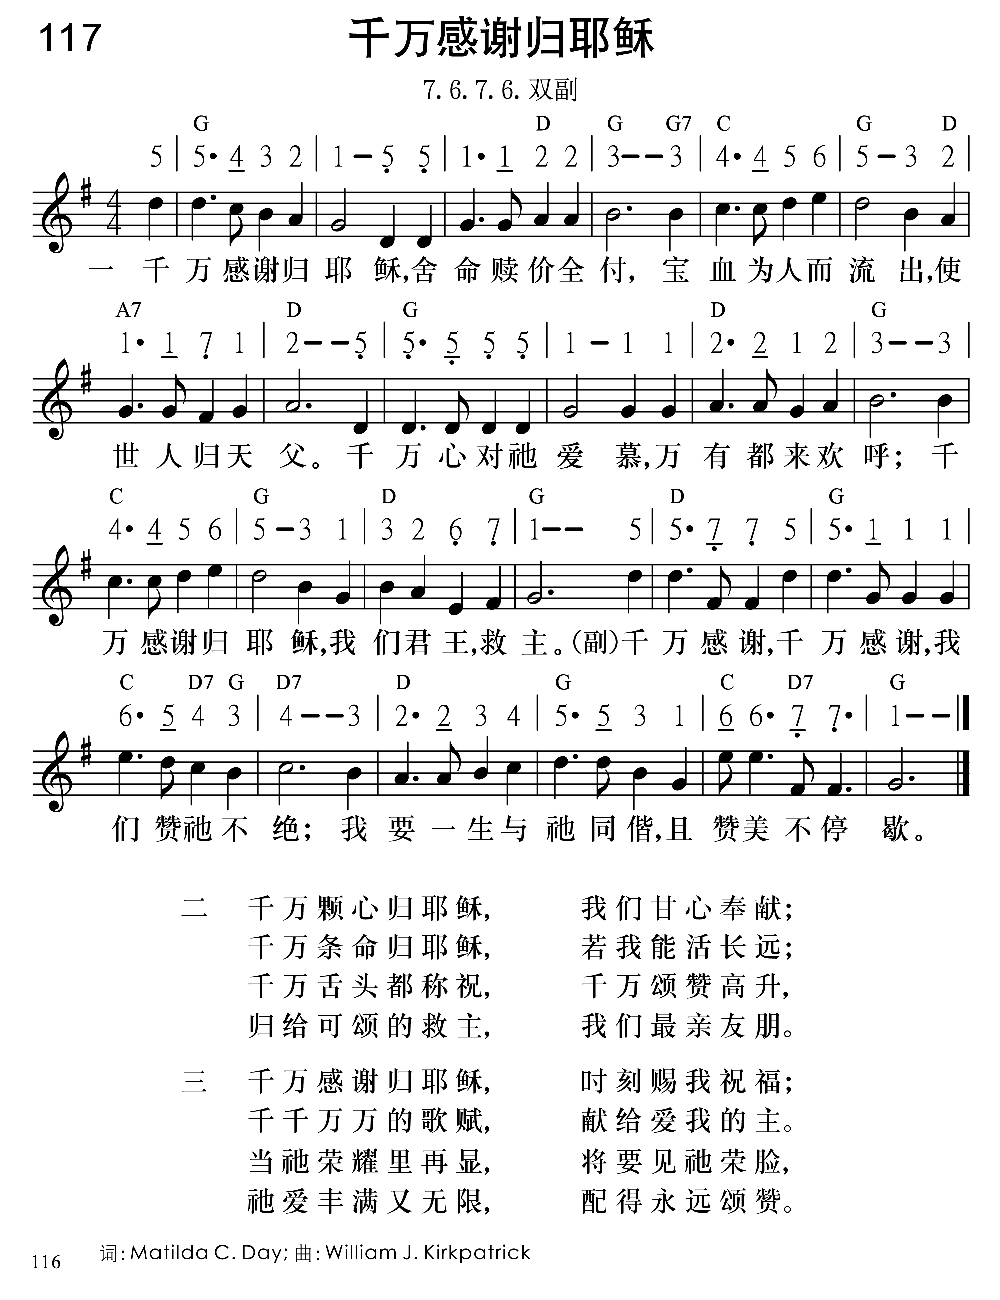 117
千万感谢归耶稣
7. 6. 7. 6. 双副
G D G G7 C G D
5 | 5· 4 3 2 | 1 – 5 5 | 1· 1 2 2 | 3 – – 3 | 4· 4 5 6 | 5 – 3 2 |
一 千 万 感谢归 耶 稣,舍 命 赎 价全 付, 宝 血 为人而 流 出,使
A7 D G D G
1· 1 7 1 | 2 – – 5 | 5· 5 5 5 | 1 – 1 1 | 2· 2 1 2 | 3 – – 3 |
世 人 归天 父。千 万 心对祂 爱 慕,万 有 都来欢 呼; 千
C G D G D G
4· 4 5 6 | 5 – 3 1 | 3 2 6 7 | 1 – – 5 | 5· 7 7 5 | 5· 1 1 1 |
万 感谢归 耶 稣,我 们君王,救 主。(副)千 万 感 谢,千 万 感 谢,我
C D7 G D7 D G C D7 G
6· 5 4 3 | 4 – – 3 | 2· 2 3 4 | 5· 5 3 1 | 6 6· 7 7· | 1 – – ‖
们 赞祂不 绝; 我 要 一生与 祂 同偕,且 赞美 不停 歇。
二 千万颗心归耶稣, 我们甘心奉献;
千万条命归耶稣, 若我能活长远;
千万舌头都称祝, 千万颂赞高升,
归给可颂的救主, 我们最亲友朋。
三 千万感谢归耶稣, 时刻赐我祝福;
千千万万的歌赋, 献给爱我的主。
当祂荣耀里再显, 将要见祂荣脸,
祂爱丰满又无限, 配得永远颂赞。
词: Matilda C. Day; 曲: William J. Kirkpatrick
116